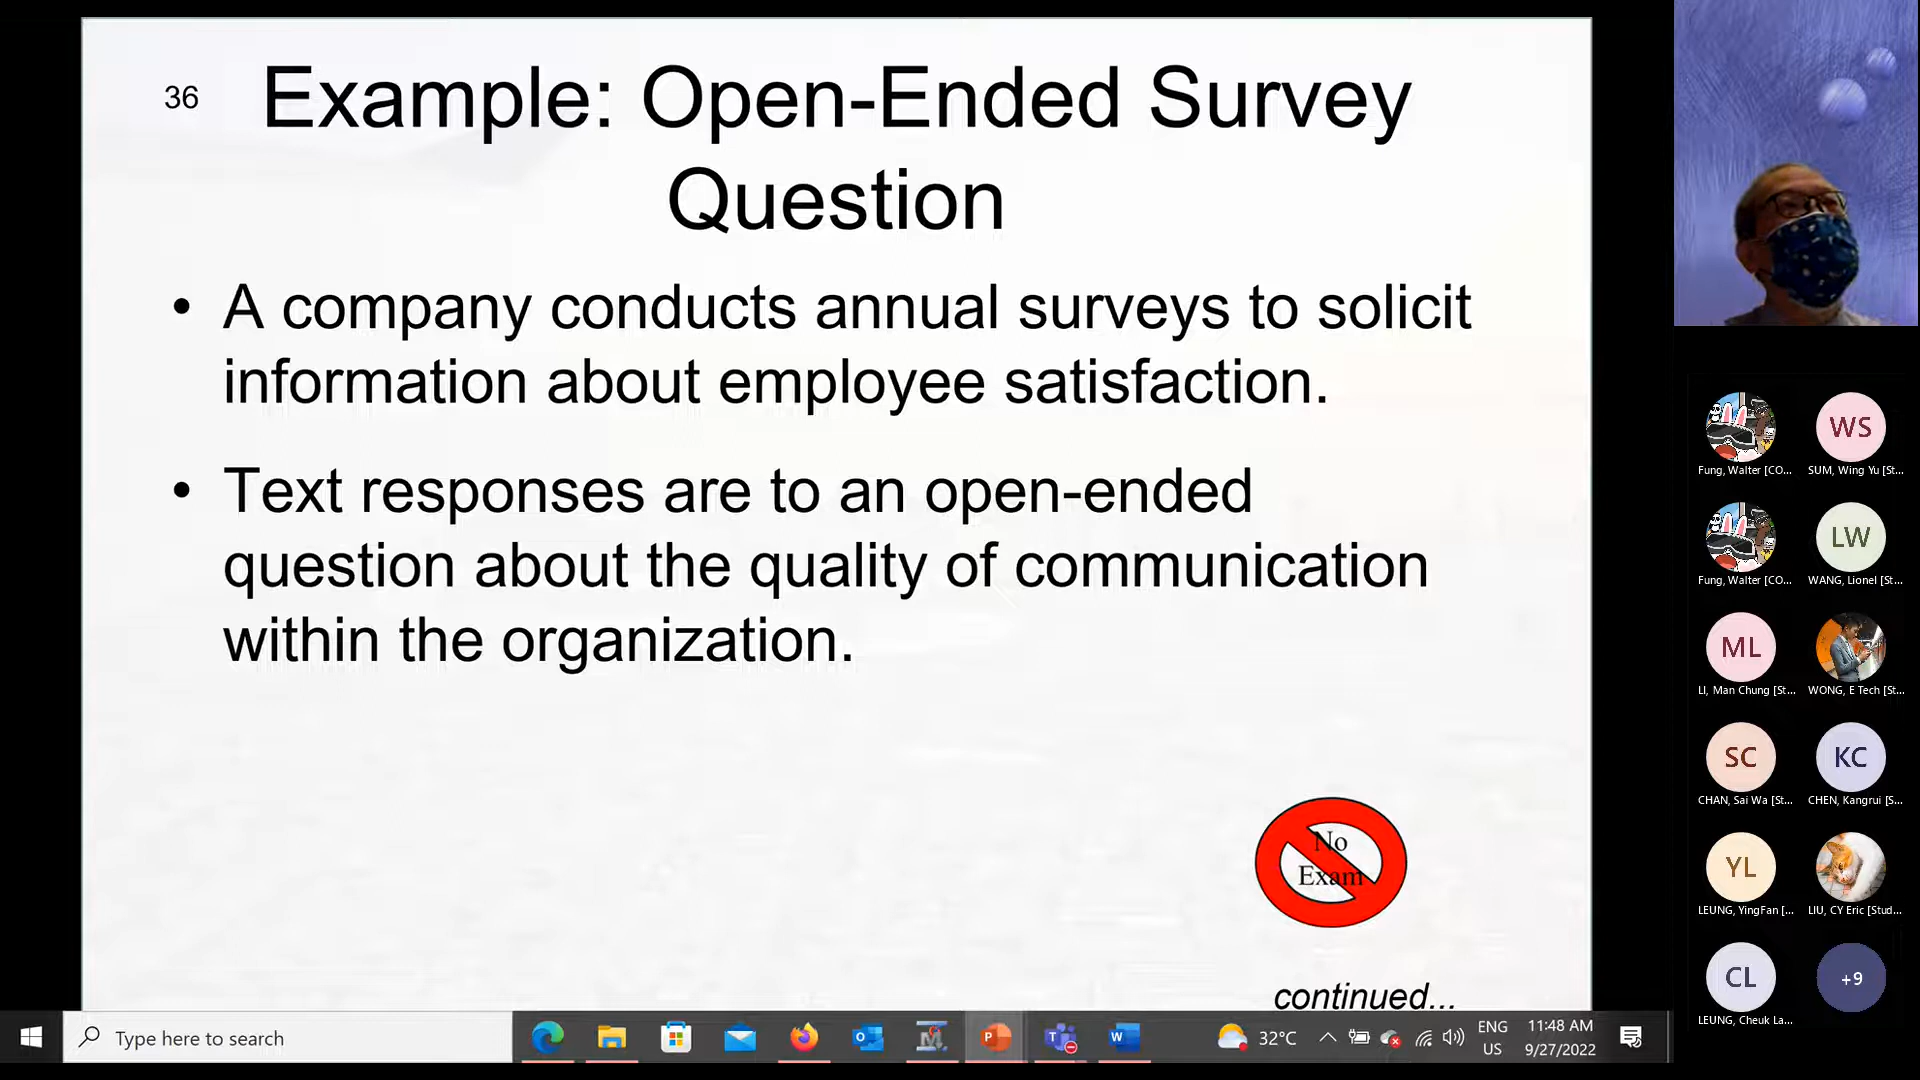 36
Example: Open-Ended Survey
Question
• A company conducts annual surveys to solicit
information about employee satisfaction.
• Text responses are to an open-ended
question about the quality of communication
within the organization.
No
Exam
continued...
WS
Fung, Walter [CO...
SUM, Wing Yu [St...
LW
Fung, Walter [CO...
WANG, Lionel [St...
ML
LI, Man Chung [St...
WONG, E Tech [St...
SC
KC
CHAN, Sai Wa [St...
CHEN, Kangrui [S...
YL
LEUNG, YingFan [...
LIU, CY Eric [Stud...
CL
+9
LEUNG, Cheuk La...
Type here to search
32°C
ENG
US
11:48 AM
9/27/2022